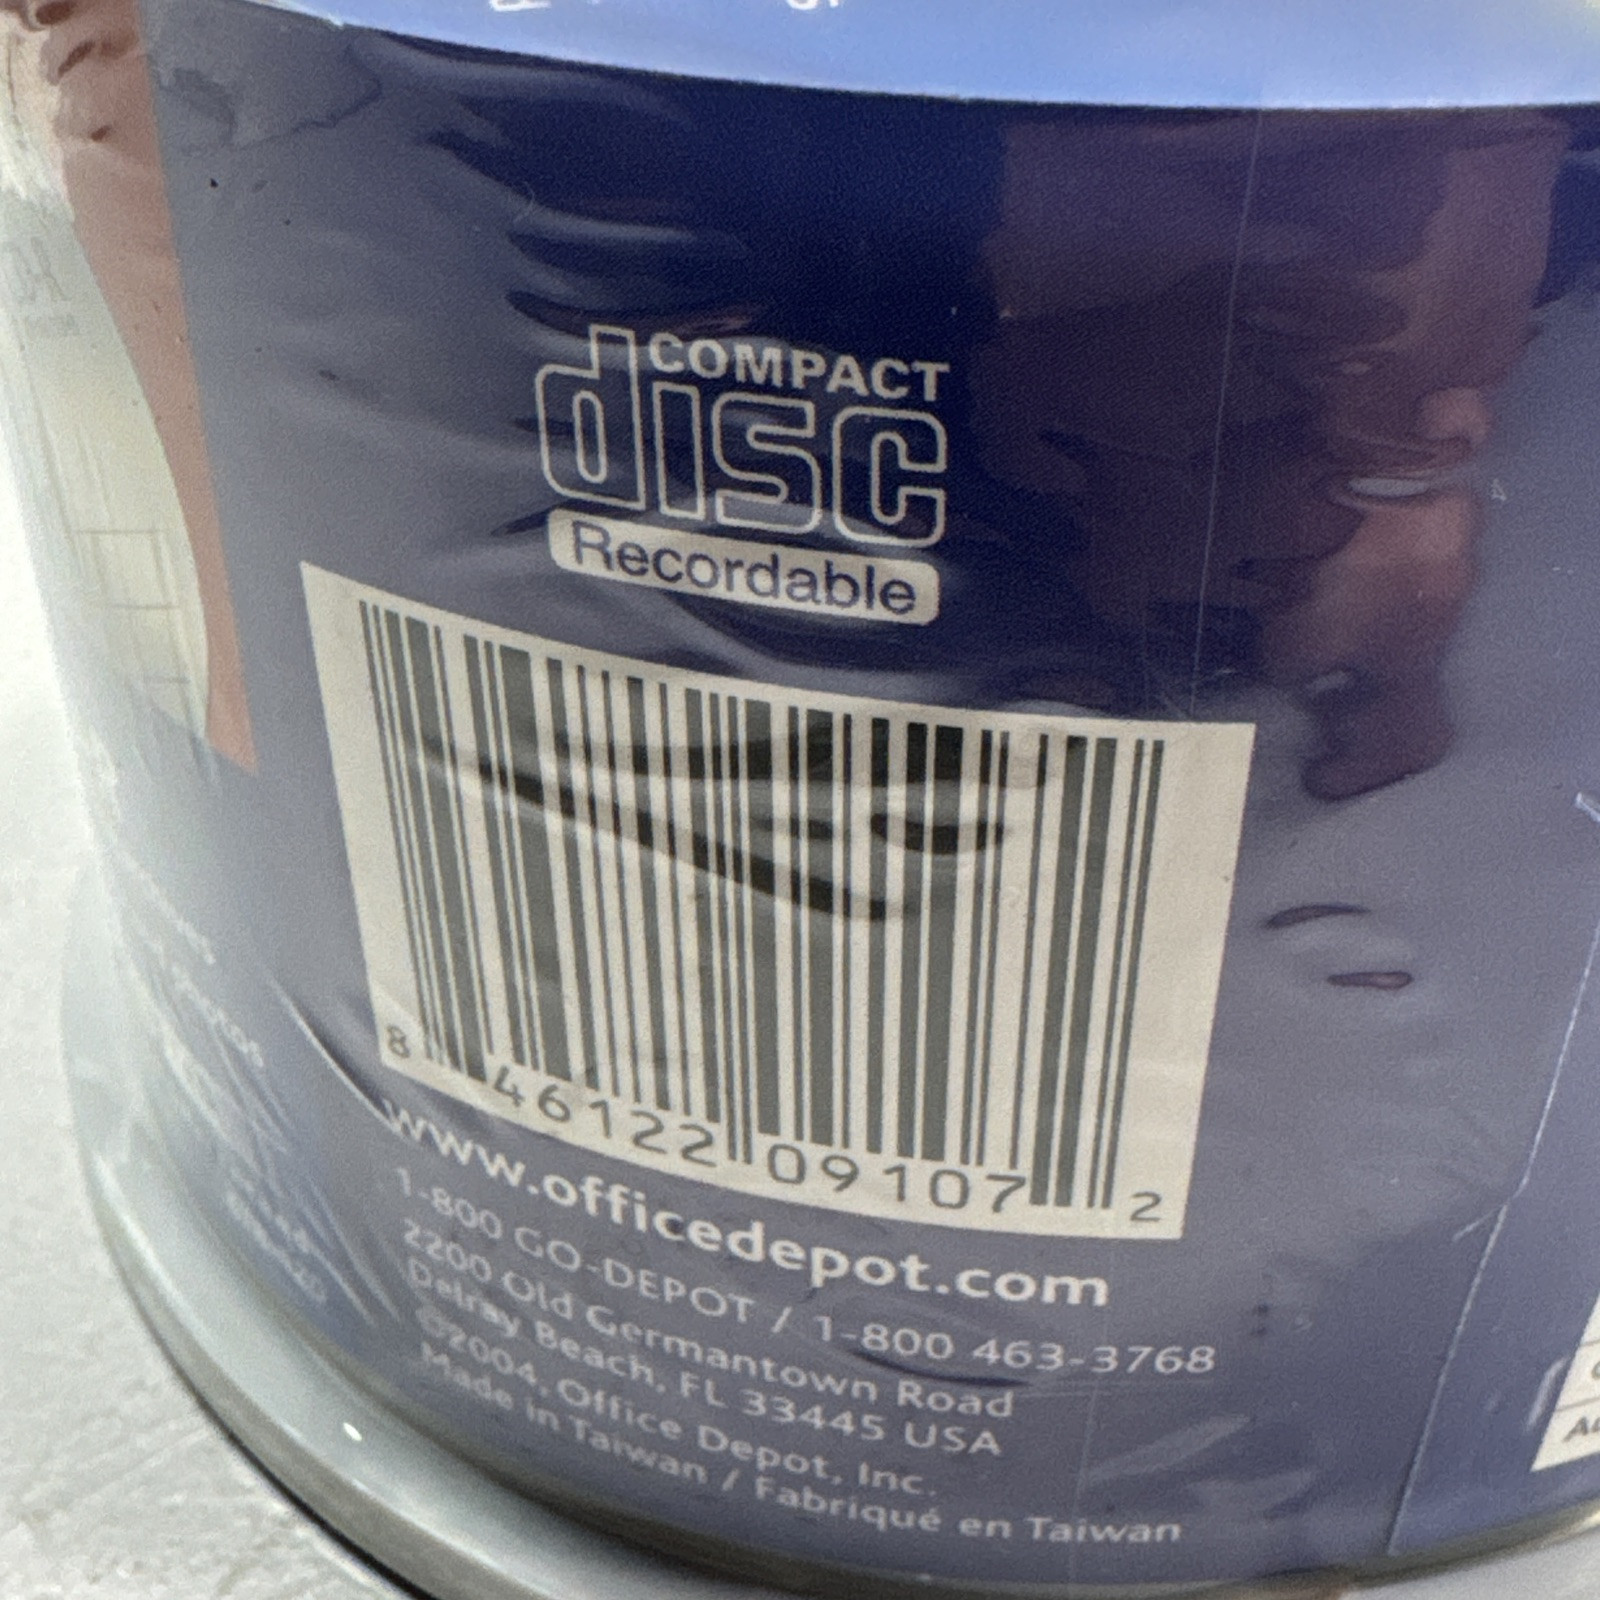 COMPACT
disc
Recordable
8 46122 09107 2
www.officedepot.com
1-800 GO-DEPOT / 1-800 463-3768
2200 Old Germantown Road
Delray Beach, FL 33445 USA
©2004, Office Depot, Inc.
Made in Taiwan / Fabriqué en Taiwan